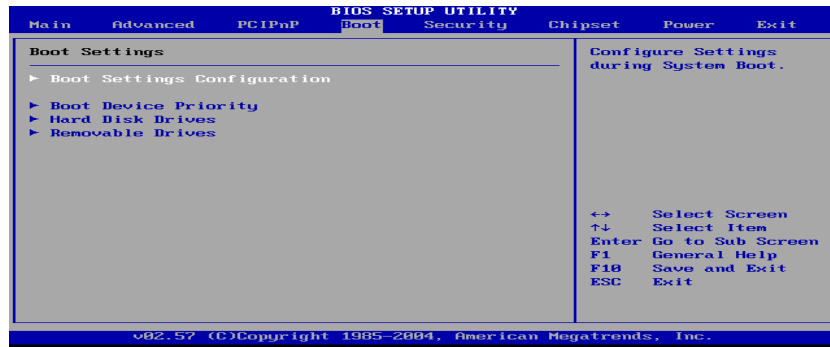 BIOS SETUP UTILITY
Main Advanced PCIPnP Boot Security Chipset Power Exit
Boot Settings
► Boot Settings Configuration
► Boot Device Priority
► Hard Disk Drives
► Removable Drives
Configure Settings
during System Boot.
↔ Select Screen
↑↓ Select Item
Enter Go to Sub Screen
F1 General Help
F10 Save and Exit
ESC Exit
v02.57 (C)Copyright 1985-2004, American Megatrends, Inc.